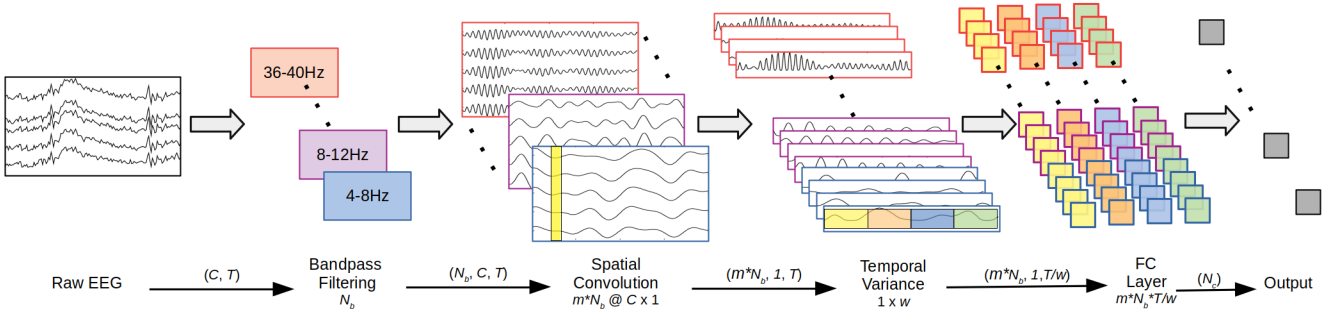 36-40Hz
8-12Hz
4-8Hz
Raw EEG
(C, T)
Bandpass
Filtering
N_b
(N_b, C, T)
Spatial
Convolution
m*N_b @ C x 1
(m*N_b, 1, T)
Temporal
Variance
1 x w
(m*N_b, 1,T/w)
FC
Layer
m*N_b*T/w
(N_c)
Output